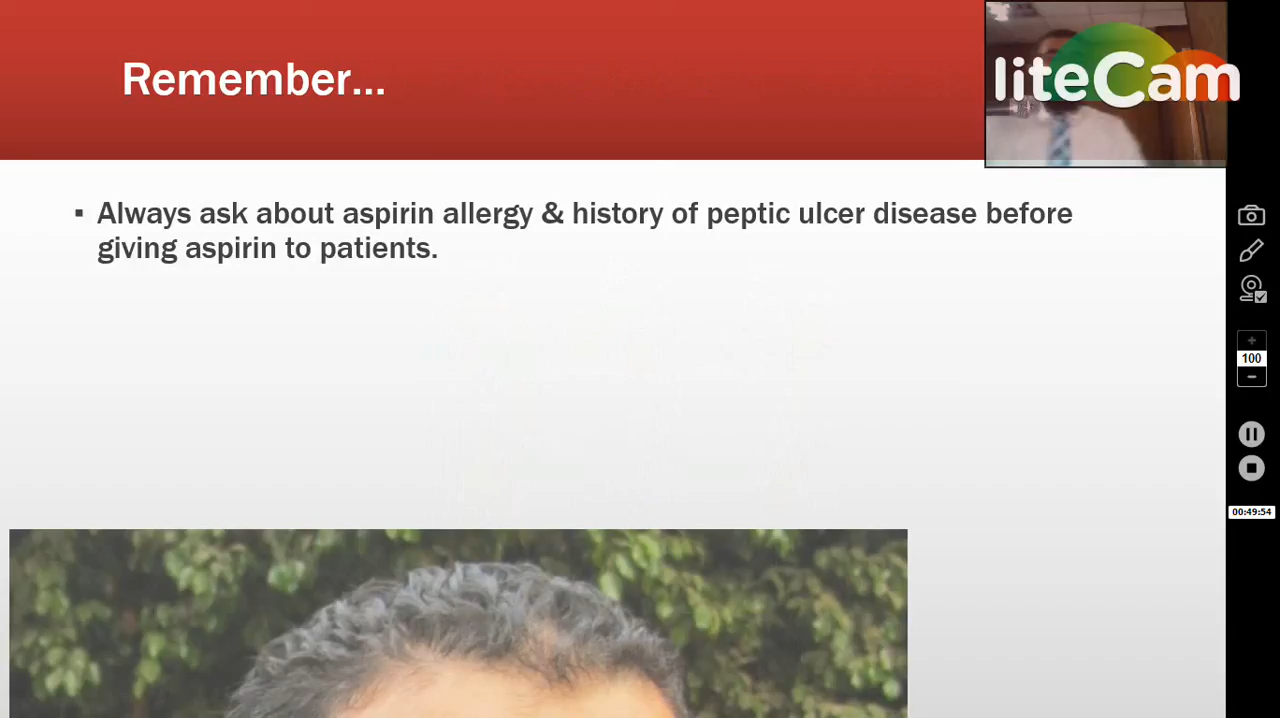 Remember...
liteCam
▪ Always ask about aspirin allergy & history of peptic ulcer disease before
giving aspirin to patients.
100
00:49:54